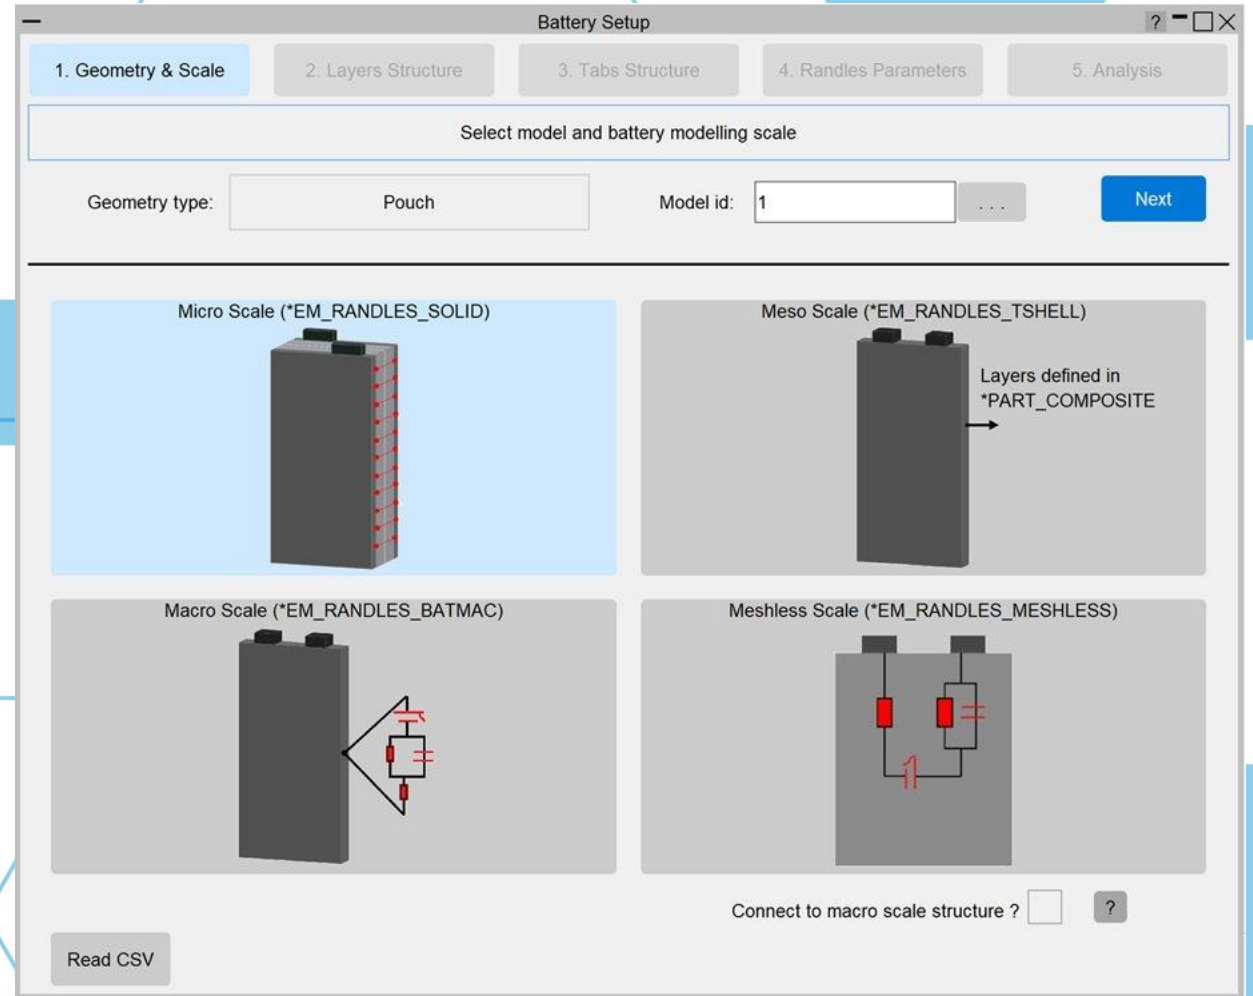 Battery Setup
?
1. Geometry & Scale
2. Layers Structure
3. Tabs Structure
4. Randles Parameters
5. Analysis
Select model and battery modelling scale
Geometry type:
Pouch
Model id:
1
. . .
Next
Micro Scale (*EM_RANDLES_SOLID)
Meso Scale (*EM_RANDLES_TSHELL)
Layers defined in
*PART_COMPOSITE
Macro Scale (*EM_RANDLES_BATMAC)
Meshless Scale (*EM_RANDLES_MESHLESS)
Connect to macro scale structure ?
?
Read CSV